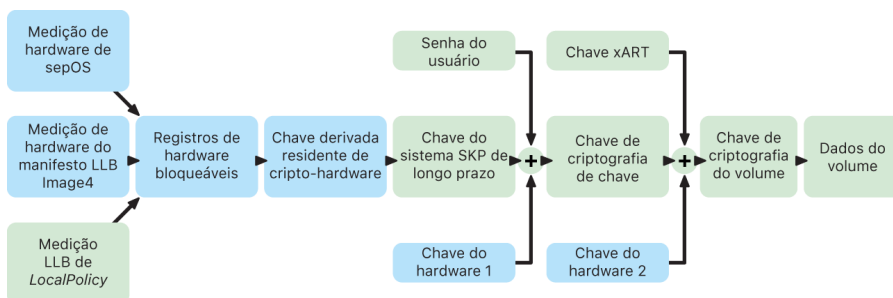 Medição de
hardware de
sepOS
Medição de
hardware do
manifesto LLB
Image4
Medição
LLB de
LocalPolicy
Registros de
hardware
bloqueáveis
Chave derivada
residente de
cripto-hardware
Chave do
sistema SKP de
longo prazo
Senha do
usuário
+
Chave do
hardware 1
Chave de
criptografia
de chave
Chave xART
+
Chave do
hardware 2
Chave de
criptografia
do volume
Dados do
volume